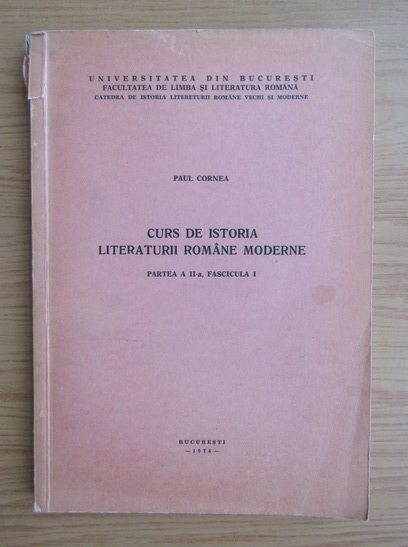 UNIVERSITATEA DIN BUCUREȘTI
FACULTATEA DE LIMBA ȘI LITERATURA ROMÂNĂ
CATEDRA DE ISTORIA LITERETURII ROMÂNE VECHI ȘI MODERNE
PAUL CORNEA
CURS DE ISTORIA
LITERATURII ROMÂNE MODERNE
PARTEA A II-a, FASCICULA I
BUCUREȘTI
—1974—